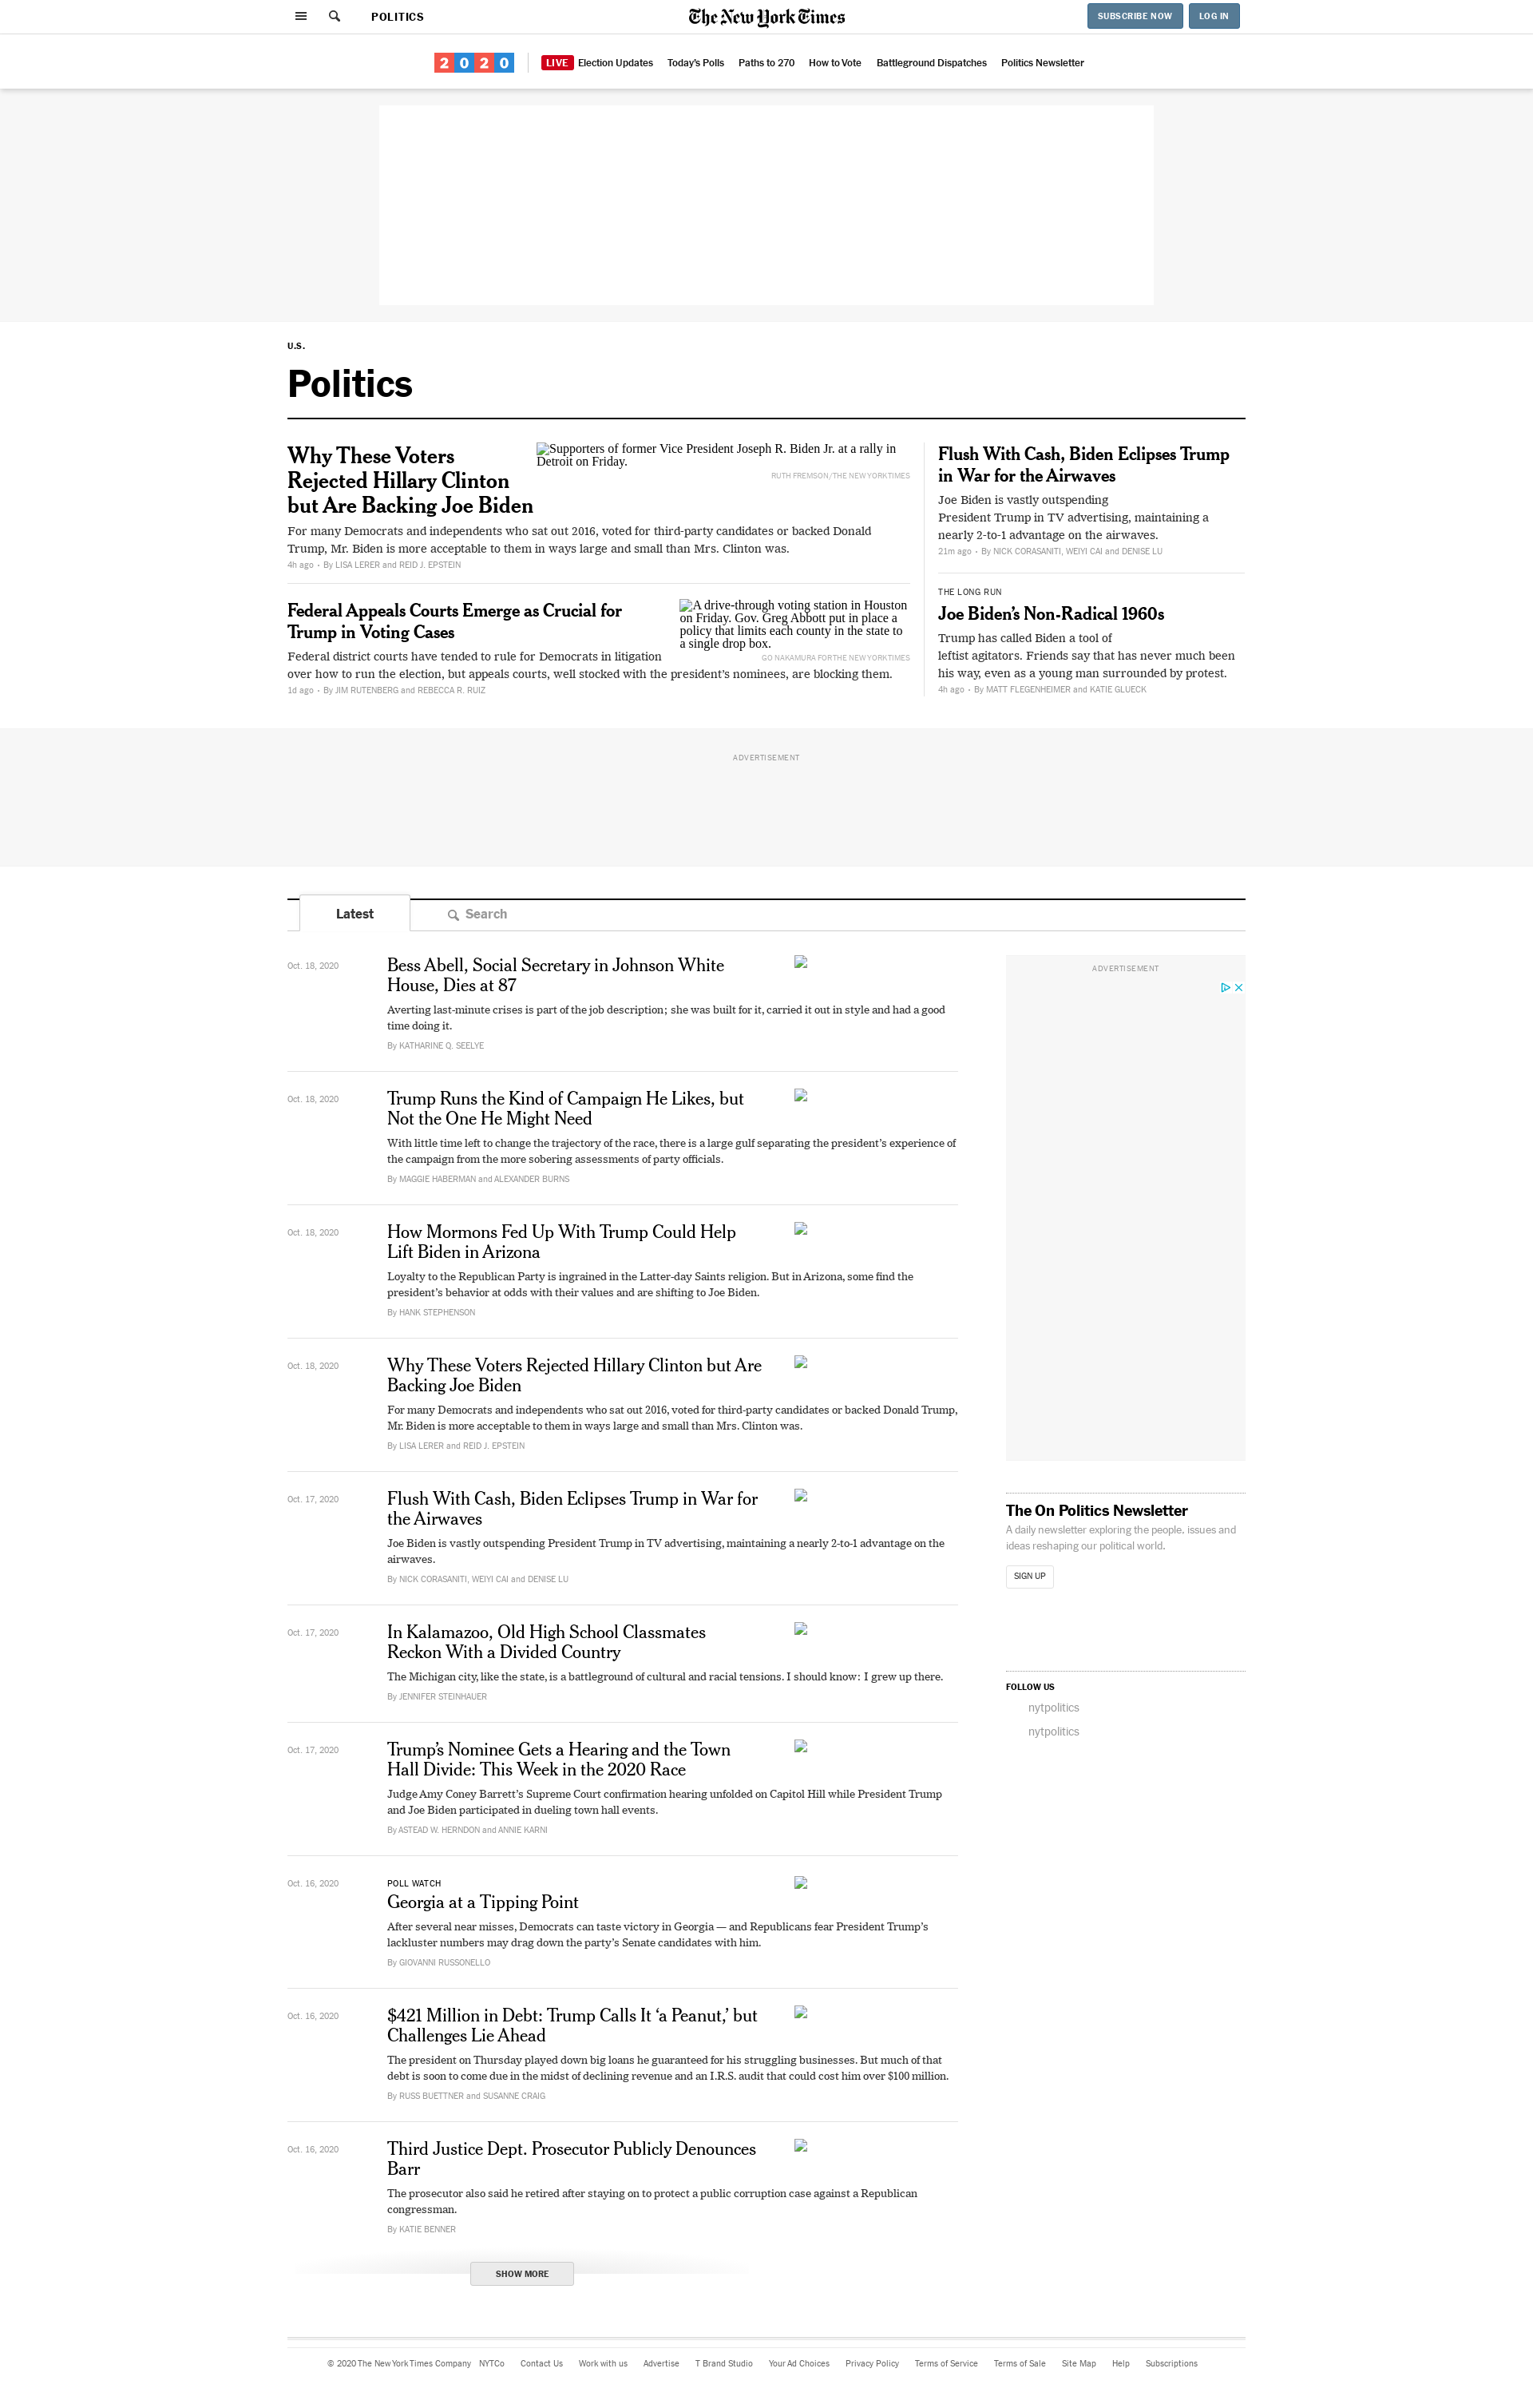 POLITICS
The New York Times
SUBSCRIBE NOW
LOG IN
2020
LIVE Election Updates Today's Polls Paths to 270 How to Vote Battleground Dispatches Politics Newsletter
U.S.
Politics
Why These Voters
Rejected Hillary Clinton
but Are Backing Joe Biden
Supporters of former Vice President Joseph R. Biden Jr. at a rally in
Detroit on Friday.
RUTH FREMSON/THE NEW YORK TIMES
For many Democrats and independents who sat out 2016, voted for third-party candidates or backed Donald
Trump, Mr. Biden is more acceptable to them in ways large and small than Mrs. Clinton was.
4h ago • By LISA LERER and REID J. EPSTEIN
Federal Appeals Courts Emerge as Crucial for
Trump in Voting Cases
A drive-through voting station in Houston
on Friday. Gov. Greg Abbott put in place a
policy that limits each county in the state to
a single drop box.
GO NAKAMURA FOR THE NEW YORK TIMES
Federal district courts have tended to rule for Democrats in litigation
over how to run the election, but appeals courts, well stocked with the president's nominees, are blocking them.
1d ago • By JIM RUTENBERG and REBECCA R. RUIZ
Flush With Cash, Biden Eclipses Trump
in War for the Airwaves
Joe Biden is vastly outspending
President Trump in TV advertising, maintaining a
nearly 2-to-1 advantage on the airwaves.
21m ago • By NICK CORASANITI, WEIYI CAI and DENISE LU
THE LONG RUN
Joe Biden's Non-Radical 1960s
Trump has called Biden a tool of
leftist agitators. Friends say that has never much been
his way, even as a young man surrounded by protest.
4h ago • By MATT FLEGENHEIMER and KATIE GLUECK
ADVERTISEMENT
Latest
Search
Oct. 18, 2020
Bess Abell, Social Secretary in Johnson White
House, Dies at 87
Averting last-minute crises is part of the job description; she was built for it, carried it out in style and had a good
time doing it.
By KATHARINE Q. SEELYE
Oct. 18, 2020
Trump Runs the Kind of Campaign He Likes, but
Not the One He Might Need
With little time left to change the trajectory of the race, there is a large gulf separating the president's experience of
the campaign from the more sobering assessments of party officials.
By MAGGIE HABERMAN and ALEXANDER BURNS
Oct. 18, 2020
How Mormons Fed Up With Trump Could Help
Lift Biden in Arizona
Loyalty to the Republican Party is ingrained in the Latter-day Saints religion. But in Arizona, some find the
president's behavior at odds with their values and are shifting to Joe Biden.
By HANK STEPHENSON
Oct. 18, 2020
Why These Voters Rejected Hillary Clinton but Are
Backing Joe Biden
For many Democrats and independents who sat out 2016, voted for third-party candidates or backed Donald Trump,
Mr. Biden is more acceptable to them in ways large and small than Mrs. Clinton was.
By LISA LERER and REID J. EPSTEIN
Oct. 17, 2020
Flush With Cash, Biden Eclipses Trump in War for
the Airwaves
Joe Biden is vastly outspending President Trump in TV advertising, maintaining a nearly 2-to-1 advantage on the
airwaves.
By NICK CORASANITI, WEIYI CAI and DENISE LU
Oct. 17, 2020
In Kalamazoo, Old High School Classmates
Reckon With a Divided Country
The Michigan city, like the state, is a battleground of cultural and racial tensions. I should know: I grew up there.
By JENNIFER STEINHAUER
Oct. 17, 2020
Trump's Nominee Gets a Hearing and the Town
Hall Divide: This Week in the 2020 Race
Judge Amy Coney Barrett's Supreme Court confirmation hearing unfolded on Capitol Hill while President Trump
and Joe Biden participated in dueling town hall events.
By ASTEAD W. HERNDON and ANNIE KARNI
Oct. 16, 2020
POLL WATCH
Georgia at a Tipping Point
After several near misses, Democrats can taste victory in Georgia — and Republicans fear President Trump's
lackluster numbers may drag down the party's Senate candidates with him.
By GIOVANNI RUSSONELLO
Oct. 16, 2020
$421 Million in Debt: Trump Calls It 'a Peanut,' but
Challenges Lie Ahead
The president on Thursday played down big loans he guaranteed for his struggling businesses. But much of that
debt is soon to come due in the midst of declining revenue and an I.R.S. audit that could cost him over $100 million.
By RUSS BUETTNER and SUSANNE CRAIG
Oct. 16, 2020
Third Justice Dept. Prosecutor Publicly Denounces
Barr
The prosecutor also said he retired after staying on to protect a public corruption case against a Republican
congressman.
By KATIE BENNER
SHOW MORE
ADVERTISEMENT
The On Politics Newsletter
A daily newsletter exploring the people, issues and
ideas reshaping our political world.
SIGN UP
FOLLOW US
nytpolitics
nytpolitics
© 2020 The New York Times Company NYTCo Contact Us Work with us Advertise T Brand Studio Your Ad Choices Privacy Policy Terms of Service Terms of Sale Site Map Help Subscriptions